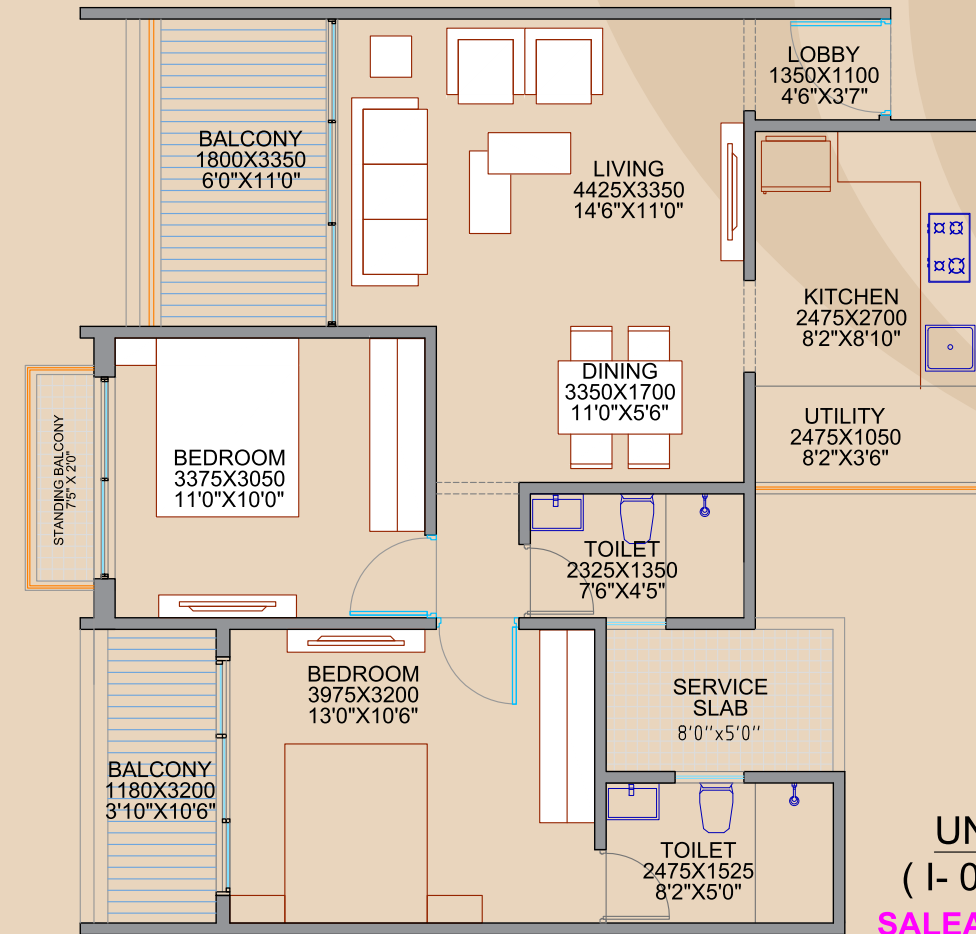 LOBBY
1350X1100
4'6"X3'7"
BALCONY
1800X3350
6'0"X11'0"
LIVING
4425X3350
14'6"X11'0"
KITCHEN
2475X2700
8'2"X8'10"
DINING
3350X1700
11'0"X5'6"
UTILITY
2475X1050
8'2"X3'6"
STANDING BALCONY
7'5" X 2'0"
BEDROOM
3375X3050
11'0"X10'0"
TOILET
2325X1350
7'6"X4'5"
BEDROOM
3975X3200
13'0"X10'6"
SERVICE
SLAB
8'0''x5'0''
BALCONY
1180X3200
3'10"X10'6"
TOILET
2475X1525
8'2"X5'0"
UN
( I- 0
SALEA